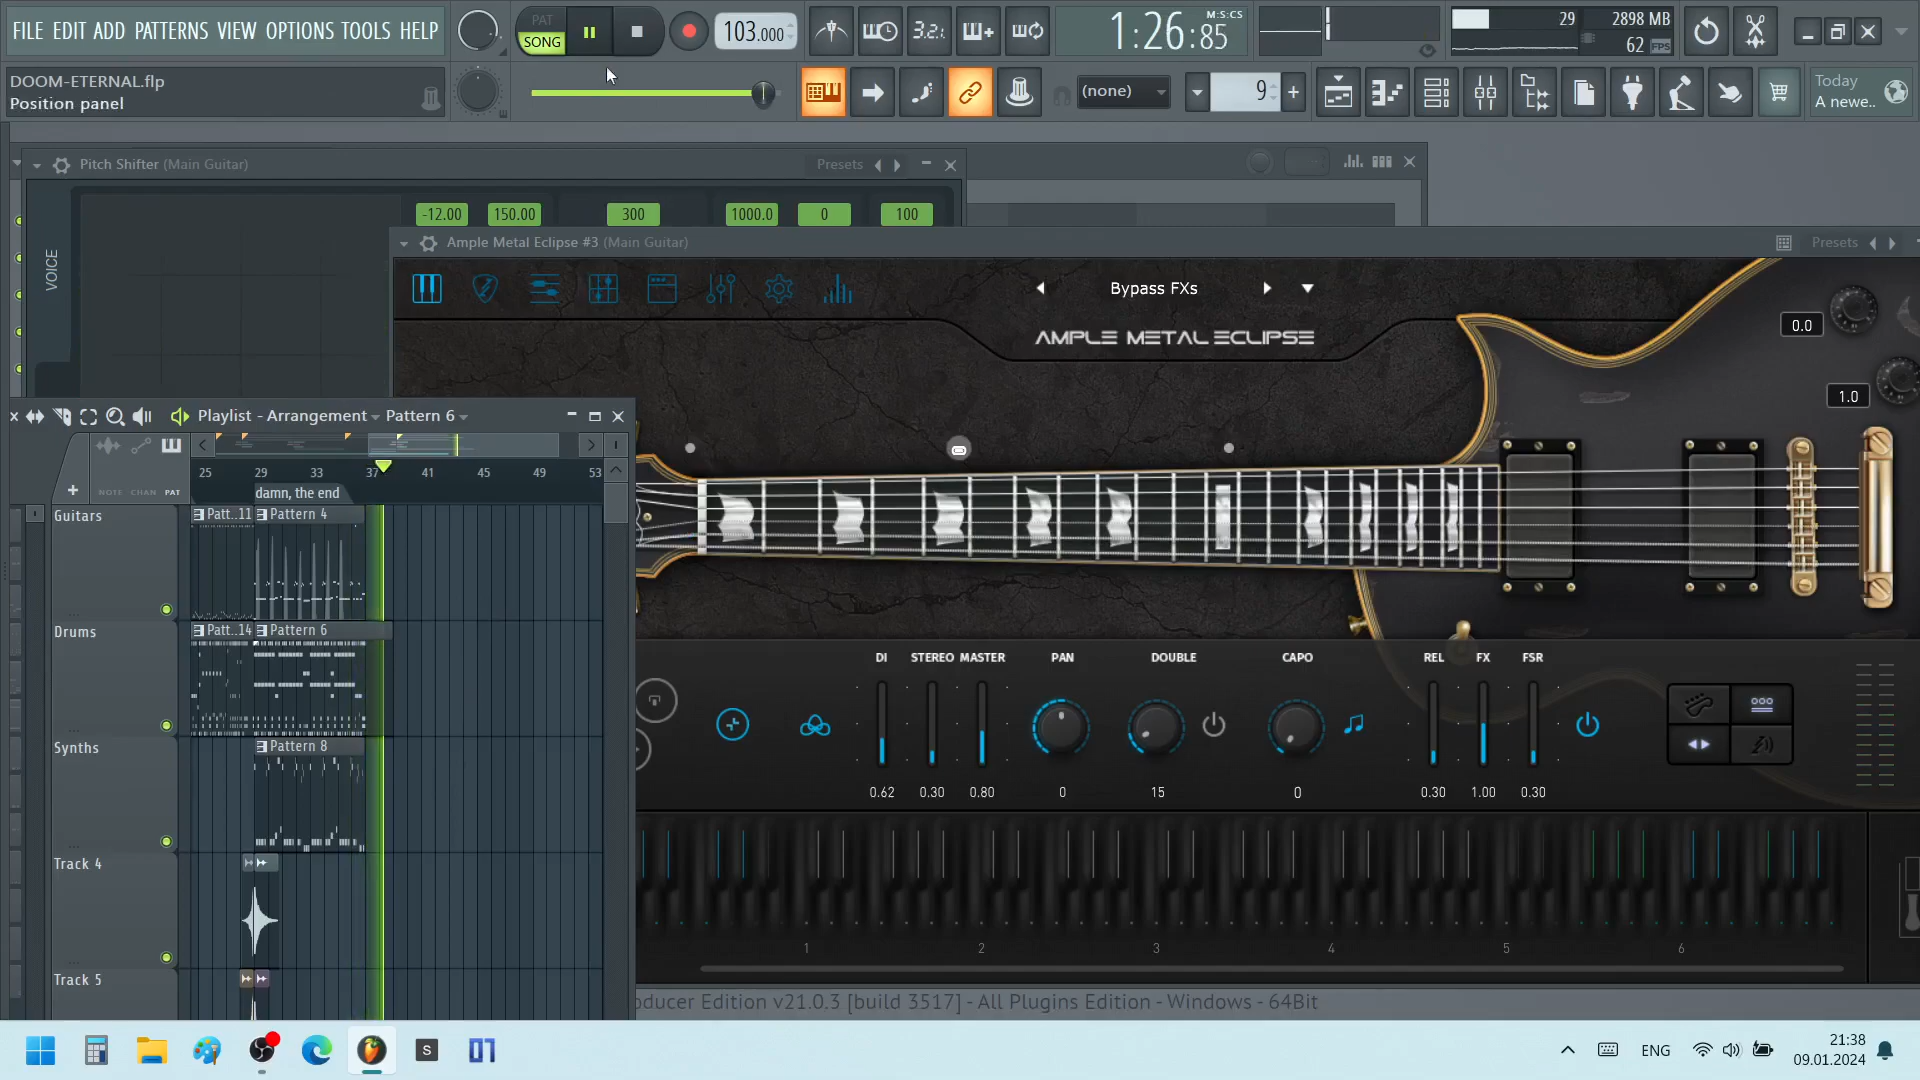 FILE EDIT ADD PATTERNS VIEW OPTIONS TOOLS HELP
PAT
SONG
103.000
3.2.
1:26:85
M:S:CS
29
2898 MB
62 FPS
DOOM-ETERNAL.flp
Position panel
(none)
9
Today
A newe..
Pitch Shifter (Main Guitar)
Presets
VOICE
-12.00
150.00
300
1000.0
0
100
Ample Metal Eclipse #3 (Main Guitar)
Presets
Bypass FXs
AMPLE METAL ECLIPSE
0.0
1.0
Playlist - Arrangement
Pattern 6
NOTE CHAN PAT
25
29
33
37
41
45
49
53
damn, the end
Guitars
Patt..11
Pattern 4
Drums
Patt..14
Pattern 6
Synths
Pattern 8
Track 4
Track 5
DI
STEREO
MASTER
PAN
DOUBLE
CAPO
REL
FX
FSR
0.62
0.30
0.80
0
15
0
0.30
1.00
0.30
1
2
3
4
5
6
oducer Edition v21.0.3 [build 3517] - All Plugins Edition - Windows - 64Bit
S
ENG
21:38
09.01.2024